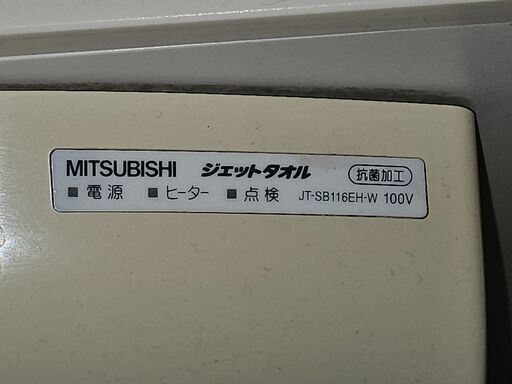 MITSUBISHI ジェットタオル 抗菌加工
電源 ヒーター 点検 JT-SB116EH-W 100V